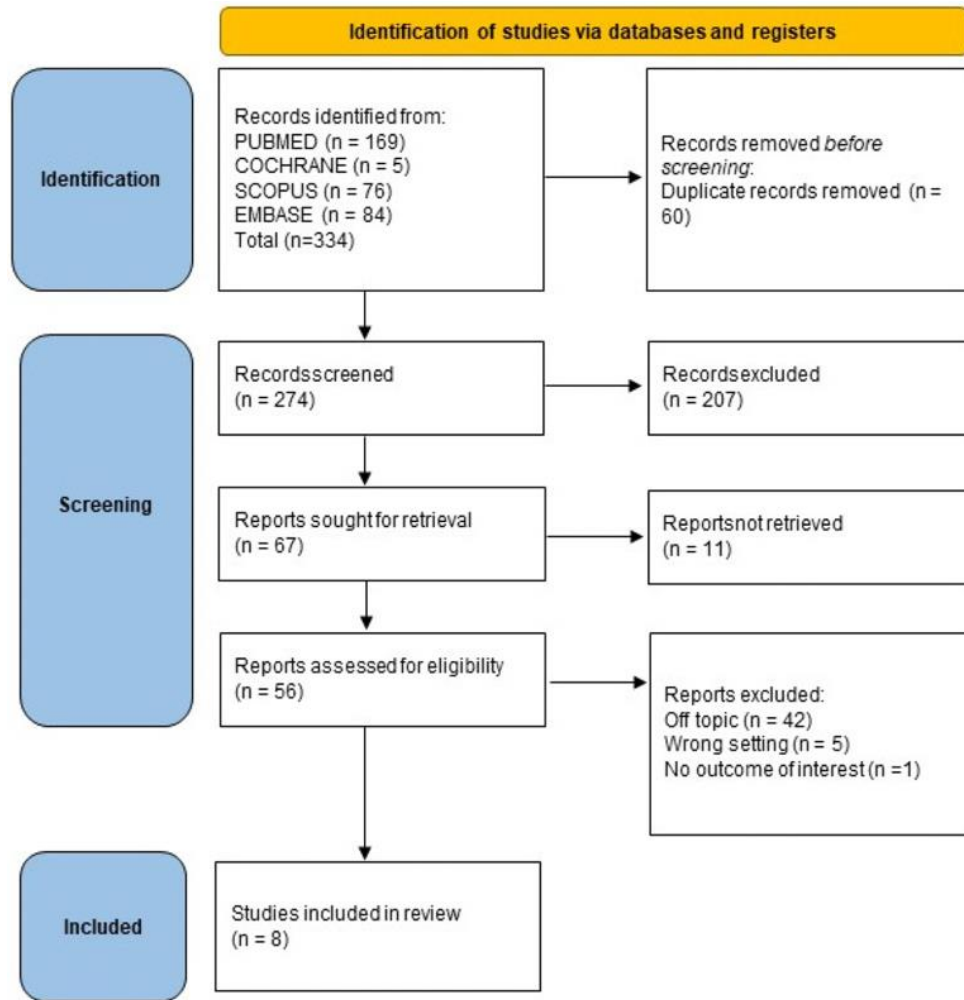 Identification of studies via databases and registers
Identification
Records identified from:
PUBMED (n = 169)
COCHRANE (n = 5)
SCOPUS (n = 76)
EMBASE (n = 84)
Total (n=334)
Records removed before
screening:
Duplicate records removed (n =
60)
Screening
Recordsscreened
(n = 274)
Recordsexcluded
(n = 207)
Reports sought for retrieval
(n = 67)
Reportsnot retrieved
(n = 11)
Reports assessed for eligibility
(n = 56)
Reports excluded:
Off topic (n = 42)
Wrong setting (n = 5)
No outcome of interest (n =1)
Included
Studies included in review
(n = 8)